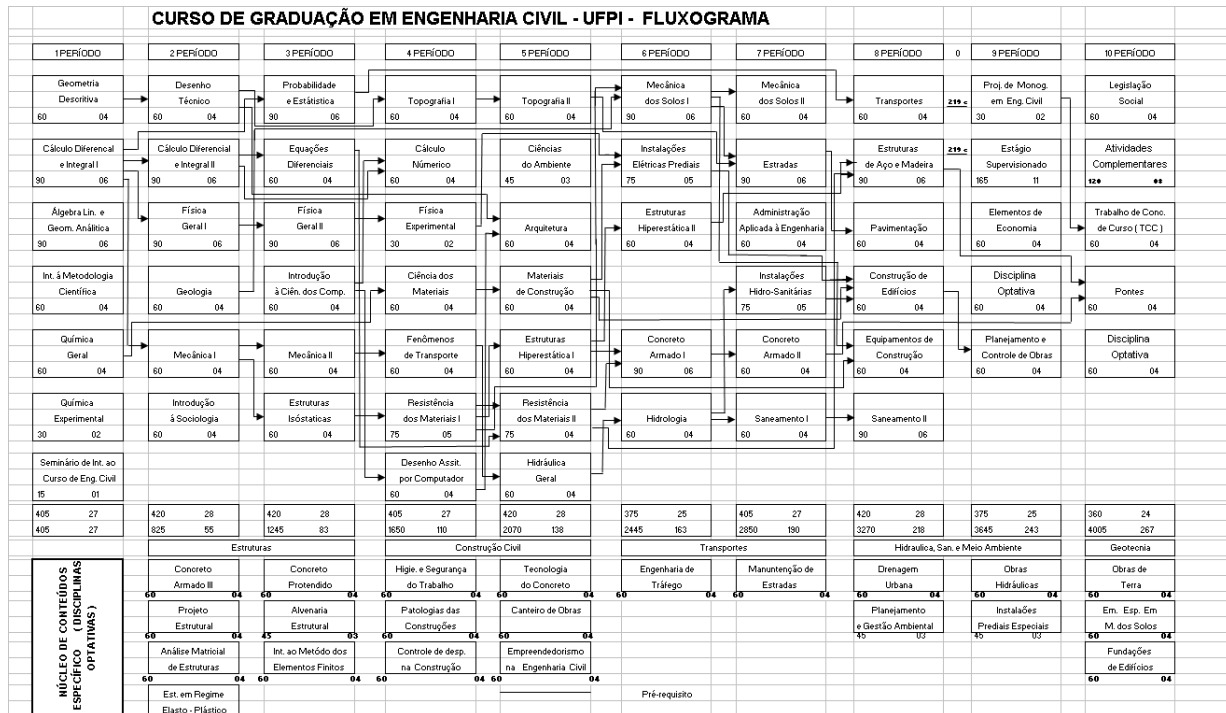 CURSO DE GRADUAÇÃO EM ENGENHARIA CIVIL - UFPI - FLUXOGRAMA
1 PERÍODO 2 PERÍODO 3 PERÍODO 4 PERÍODO 5 PERÍODO 6 PERÍODO 7 PERÍODO 8 PERÍODO 0 9 PERÍODO 10 PERÍODO
Geometria Desenho Probabilidade Mecânica Mecânica Proj. de Monog. Legislação
Descritiva Técnico e Estátistica Topografia I Topografia II dos Solos I dos Solos II Transportes 219 c em Eng. Civil Social
60 04 60 04 90 06 60 04 60 04 90 06 60 04 60 04 30 02 60 04
Cálculo Diferencal Cálculo Diferencial Equações Cálculo Ciências Instalações Estruturas 219 c Estágio Atividades
e Integral I e Integral II Diferenciais Númerico do Ambiente Elétricas Prediais Estradas de Aço e Madeira Supervisionado Complementares
90 06 90 06 60 04 60 04 45 03 75 05 90 06 90 06 165 11 120 08
Álgebra Lin. e Física Física Física Estruturas Administração Elementos de Trabalho de Conc.
Geom. Análitica Geral I Geral II Experimental Arquitetura Hiperestática II Aplicada à Engenharia Pavimentação Economia de Curso ( TCC )
90 06 90 06 90 06 30 02 60 04 60 04 60 04 60 04 60 04 60 04
Int. á Metodologia Introdução Ciência dos Materiais Instalações Construção de Disciplina
Científica Geologia à Ciên. dos Comp. Materiais de Construção Hidro-Sanitárias Edifícios Optativa Pontes
60 04 60 04 60 04 60 04 60 04 75 05 60 04 60 04 60 04
Química Fenômenos Estruturas Concreto Concreto Equipamentos de Planejamento e Disciplina
Geral Mecânica I Mecânica II de Transporte Hiperestática I Armado I Armado II Construção Controle de Obras Optativa
60 04 60 04 60 04 60 04 60 04 90 06 60 04 60 04 60 04 60 04
Química Introdução Estruturas Resistência Resistência
Experimental á Sociologia Isóstaticas dos Materiais I dos Materiais II Hidrologia Saneamento I Saneamento II
30 02 60 04 60 04 75 05 75 04 60 04 60 04 90 06
Seminário de Int. ao Desenho Assit. Hidráulica
Curso de Eng. Civil por Computador Geral
15 01 60 04 60 04
405 27 420 28 420 28 405 27 420 28 375 25 405 27 420 28 375 25 360 24
405 27 825 55 1245 83 1650 110 2070 138 2445 163 2850 190 3270 218 3645 243 4005 267
Estruturas Construção Civil Transportes Hidraulica, San. e Meio Ambiente Geotecnia
NÚCLEO DE CONTEÚDOS
ESPECÍFICO (DISCIPLINAS
OPTATIVAS )
Concreto Concreto Higie. e Segurança Tecnologia Engenharia de Manuntenção de Drenagem Obras Obras de
Armado III Protendido do Trabalho do Concreto Tráfego Estradas Urbana Hidáulicas Terra
60 04 60 04 60 04 60 04 60 04 60 04 60 04 60 04 60 04
Projeto Alvenaria Patologias das Canteiro de Obras Planejamento Instalaões Em. Esp. Em
Estrutural Estrutural Construções e Gestão Ambiental Prediais Especiais M. dos Solos
60 04 45 03 60 04 60 04 45 03 45 03 60 04
Análise Matricial Int. ao Metódo dos Controle de desp. Empreendedorismo Fundações
de Estruturas Elementos Finitos na Construção na Engenharia Civil de Edifícios
60 04 60 04 60 04 60 04 60 04
Est. em Regime Pré-requisito
Elasto - Plástico